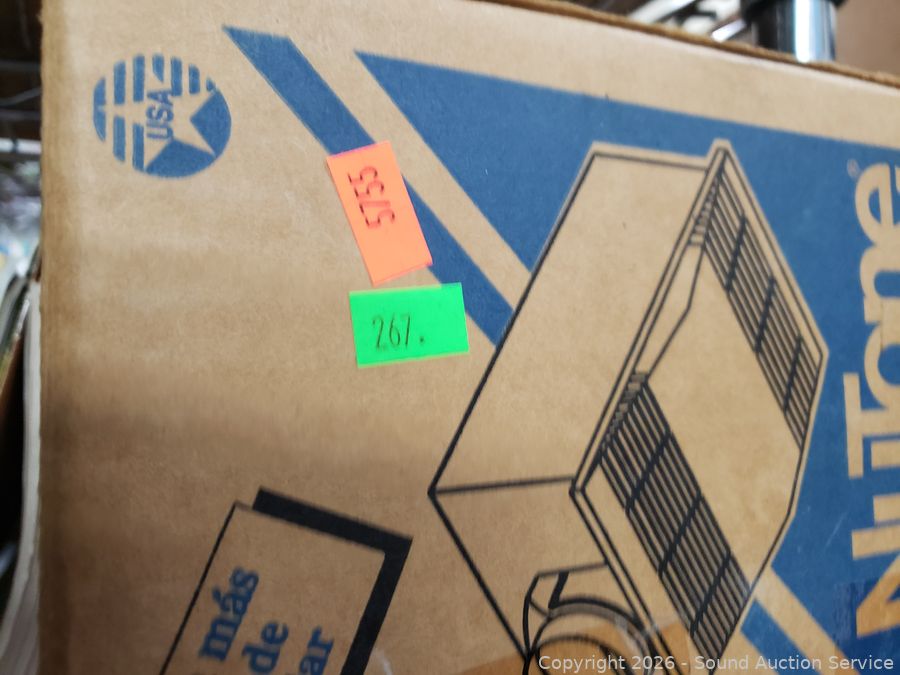 USA
5755
267.
NuTone
®
más
de
ar
Copyright 2026 - Sound Auction Service